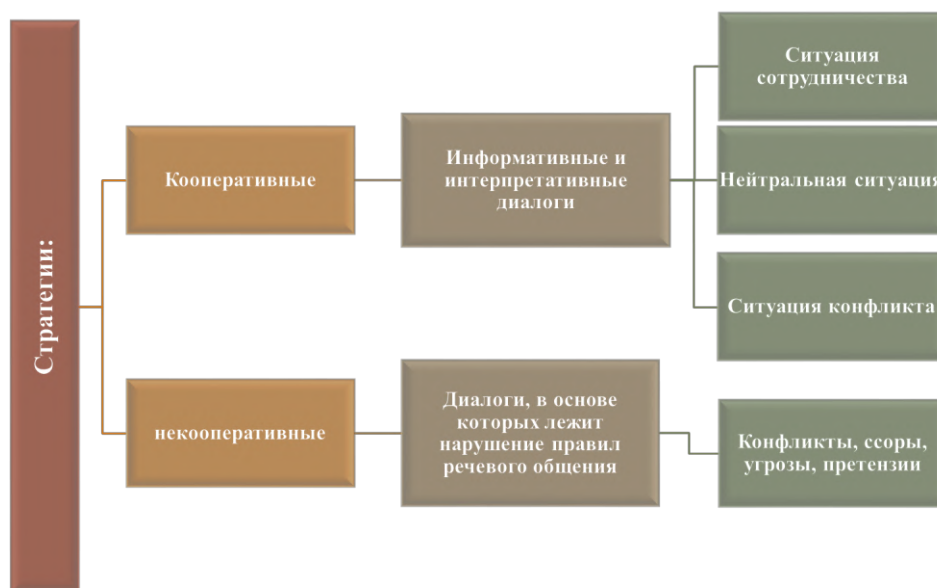 Стратегии:
Кооперативные
Информативные и
интерпретативные
диалоги
Ситуация
сотрудничества
Нейтральная ситуация
Ситуация конфликта
некооперативные
Диалоги, в основе
которых лежит
нарушение правил
речевого общения
Конфликты, ссоры,
угрозы, претензии